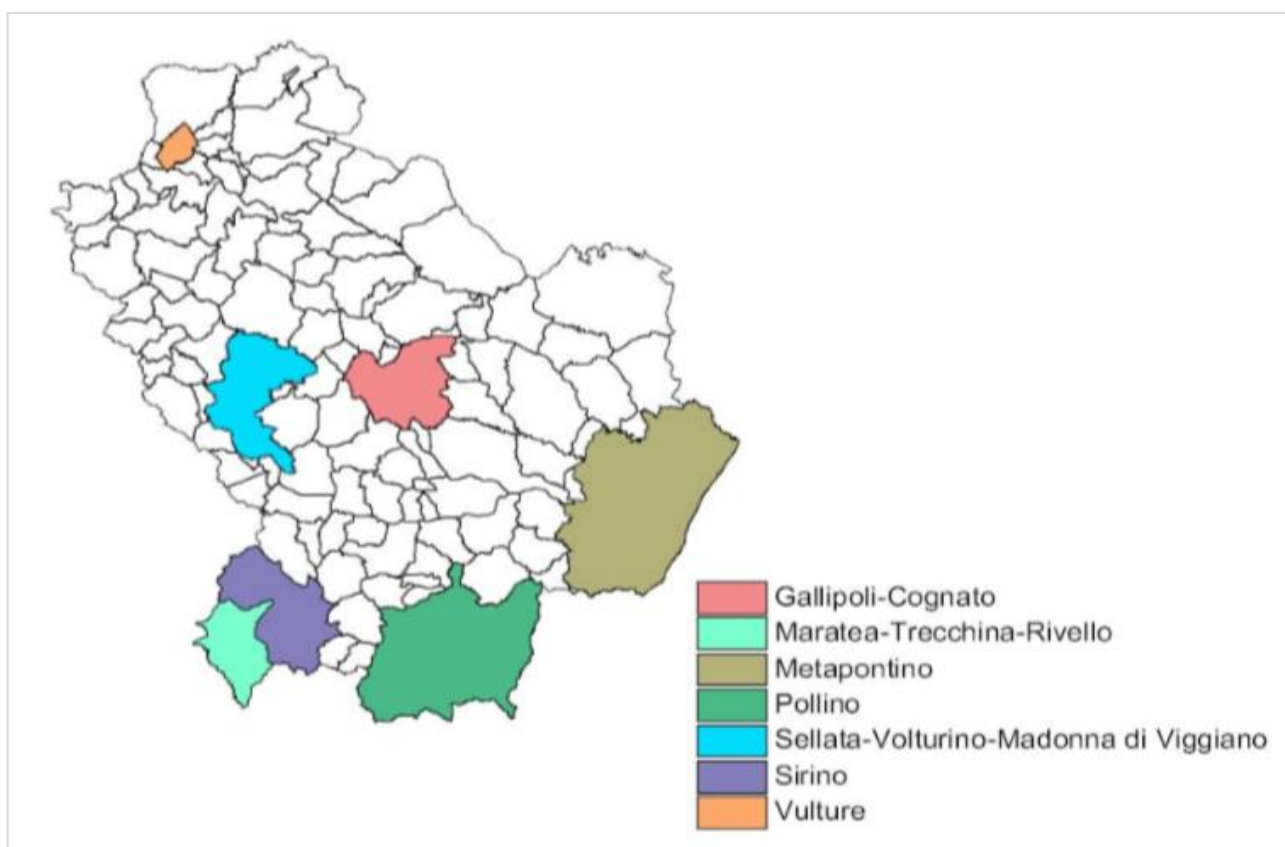 Gallipoli-Cognato
Maratea-Trecchina-Rivello
Metapontino
Pollino
Sellata-Volturino-Madonna di Viggiano
Sirino
Vulture